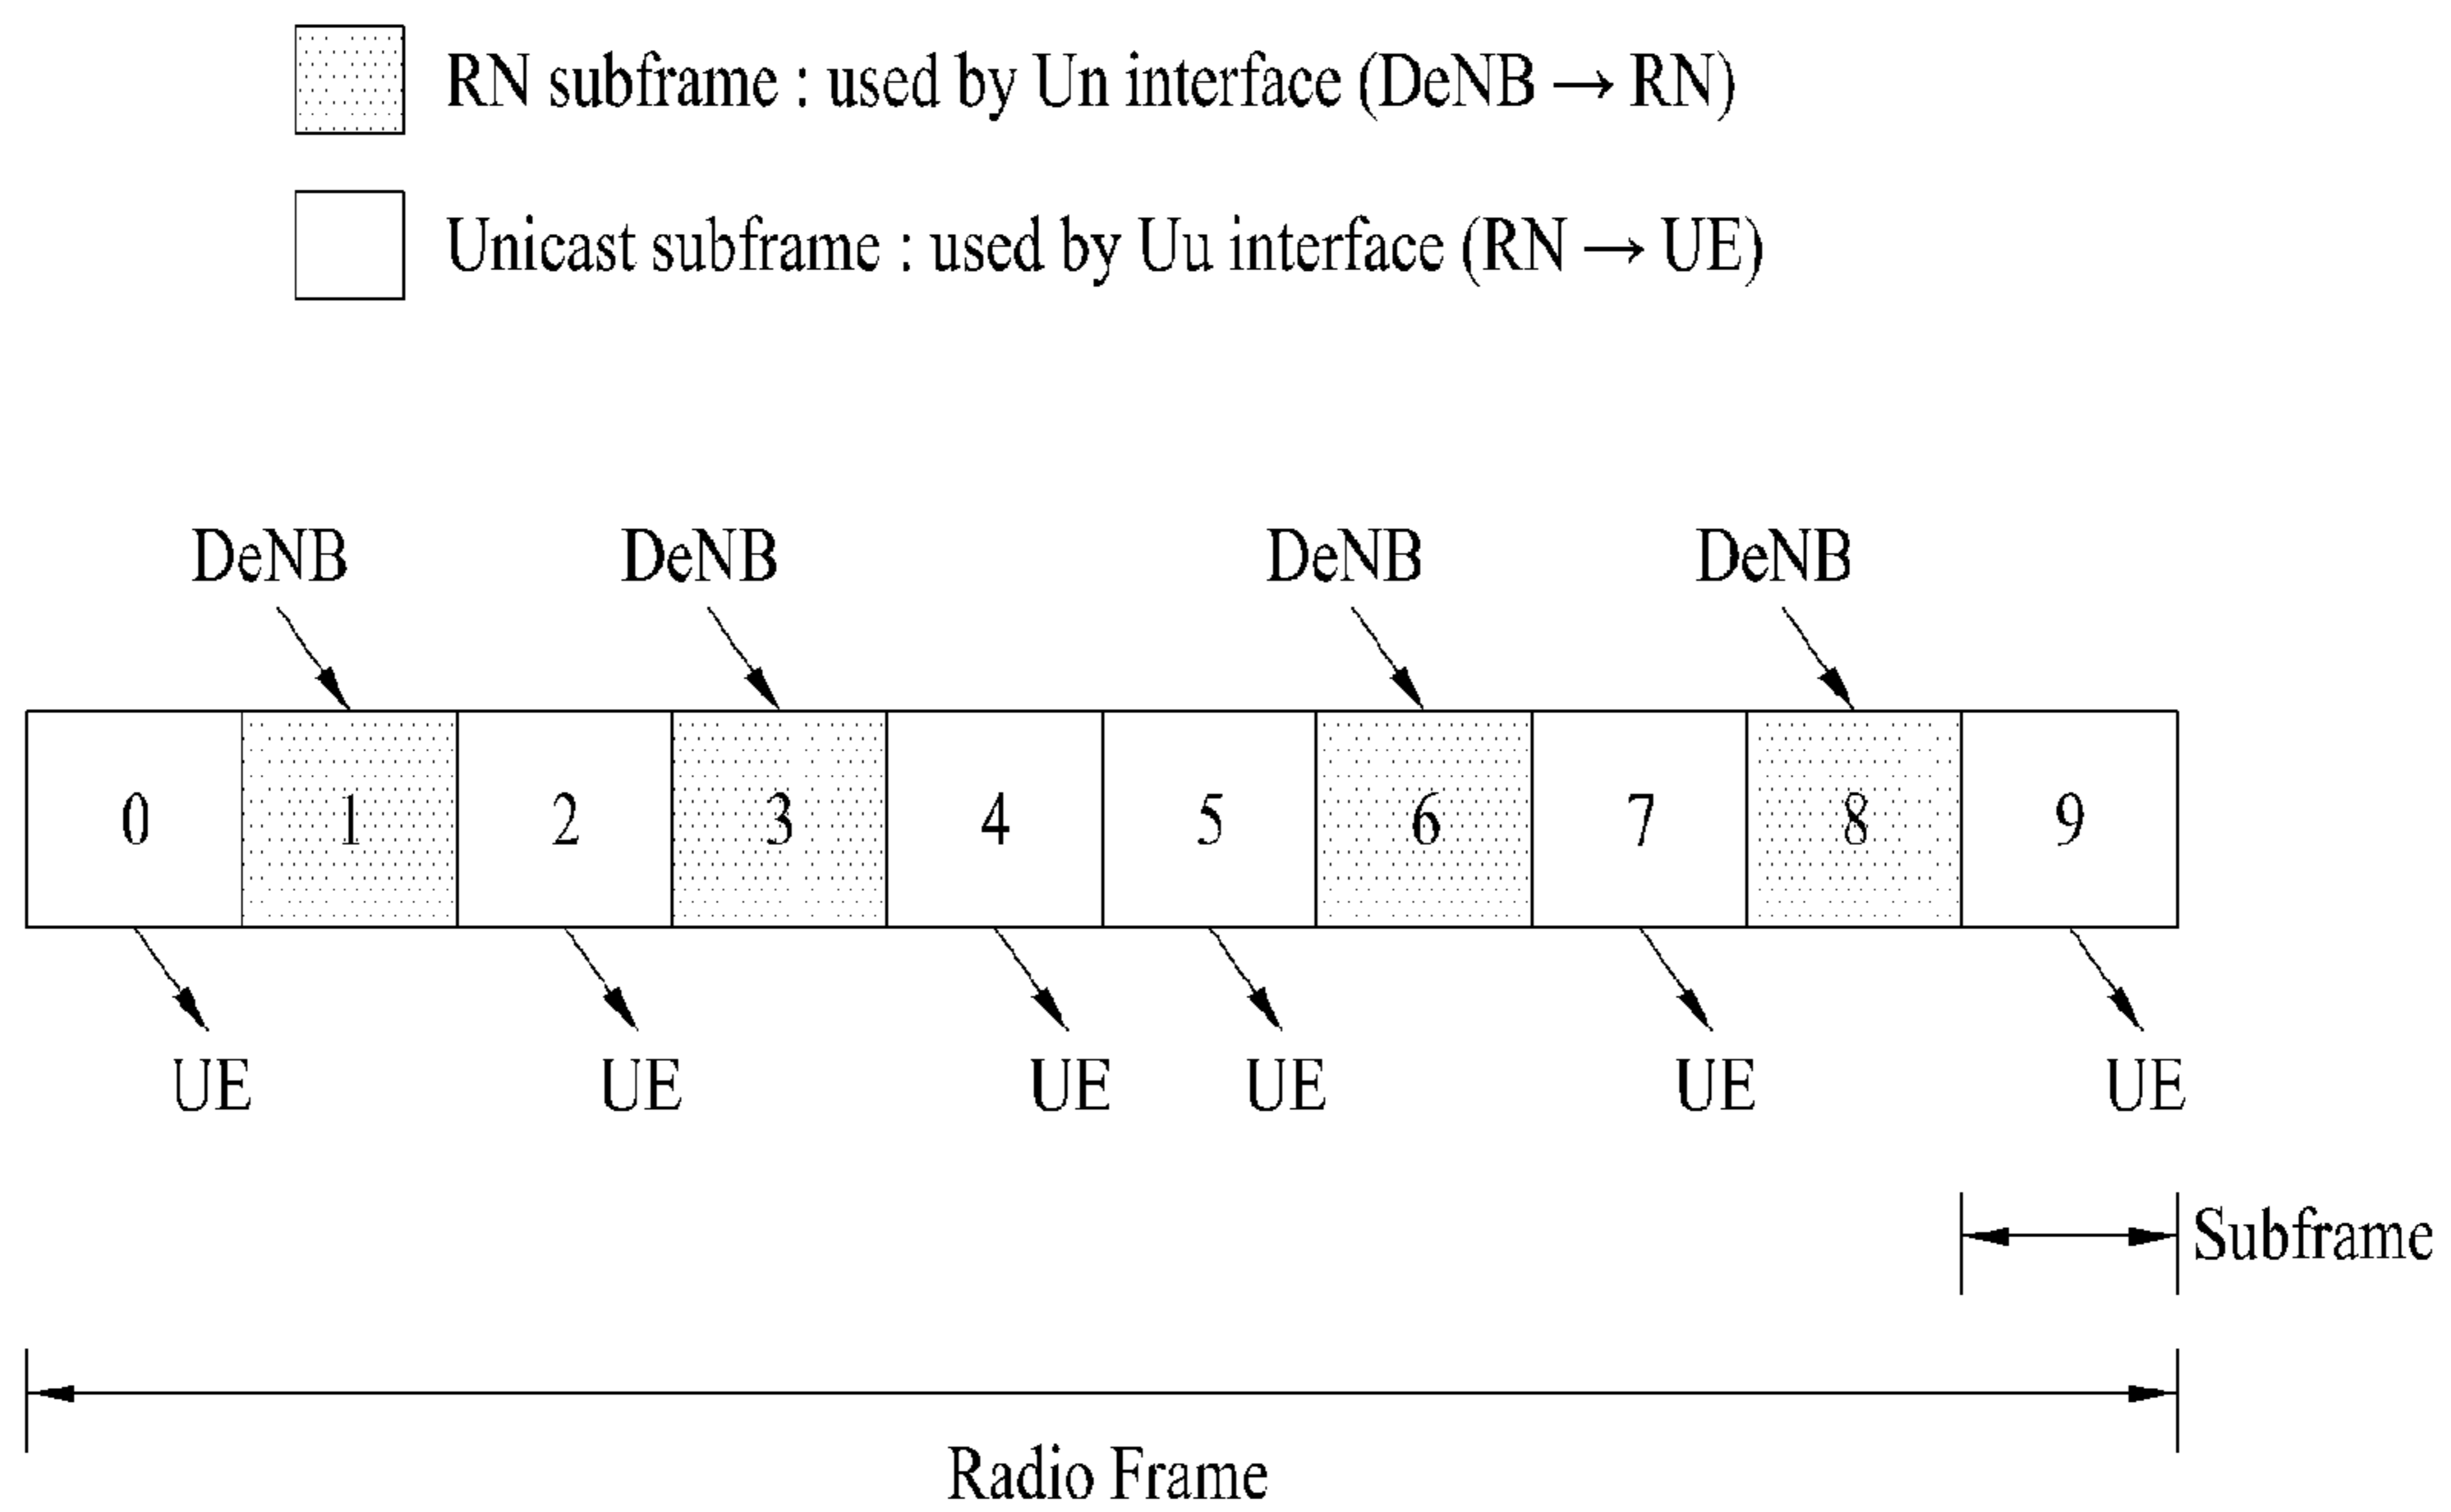 RN subframe : used by Un interface (DeNB → RN)
Unicast subframe : used by Uu interface (RN → UE)
DeNB DeNB DeNB DeNB
0 1 2 3 4 5 6 7 8 9
UE UE UE UE UE UE
Subframe
Radio Frame